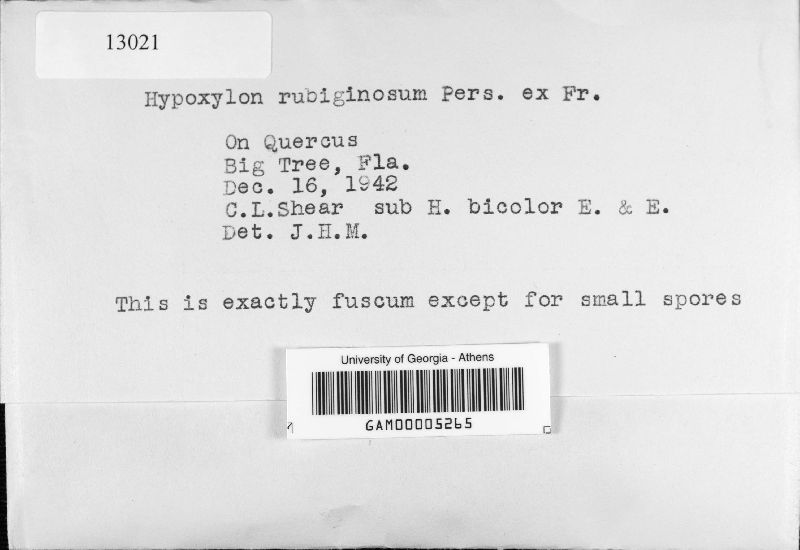 13021
Hypoxylon rubiginosum Pers. ex Fr.
On Quercus
Big Tree, Fla.
Dec. 16, 1942
C.L.Shear sub H. bicolor E. & E.
Det. J.H.M.
This is exactly fuscum except for small spores
University of Georgia - Athens
GAM00005265